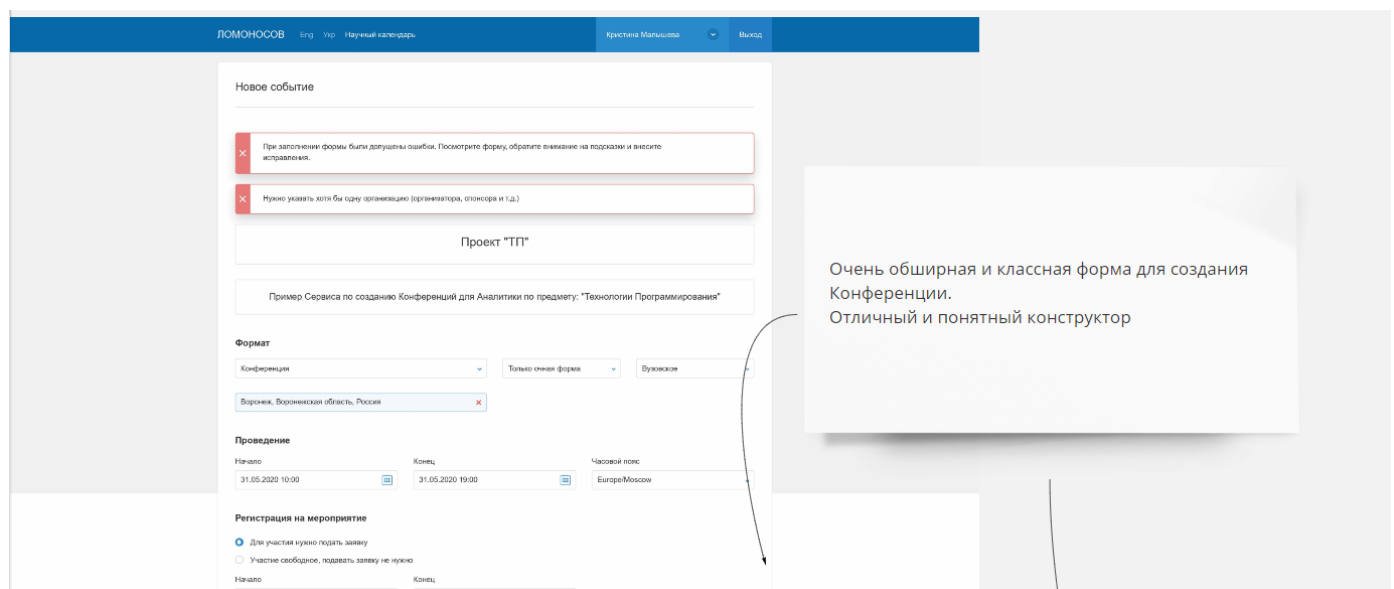 ЛОМОНОСОВ Eng Укр Научный календарь Кристина Малышева Выход
Новое событие
При заполнении формы были допущены ошибки. Посмотрите форму, обратите внимание на подсказки и внесите
исправления.
Нужно указать хотя бы одну организацию (организатора, спонсора и т.д.)
Проект "ТП"
Пример Сервиса по созданию Конференций для Аналитики по предмету: "Технологии Программирования"
Формат
Конференция Только очная форма Вузовское
Воронеж, Воронежская область, Россия
Проведение
Начало Конец Часовой пояс
31.05.2020 10:00 31.05.2020 19:00 Europe/Moscow
Регистрация на мероприятие
Для участия нужно подать заявку
Участие свободное, подавать заявку не нужно
Начало Конец
Очень обширная и классная форма для создания
Конференции.
Отличный и понятный конструктор